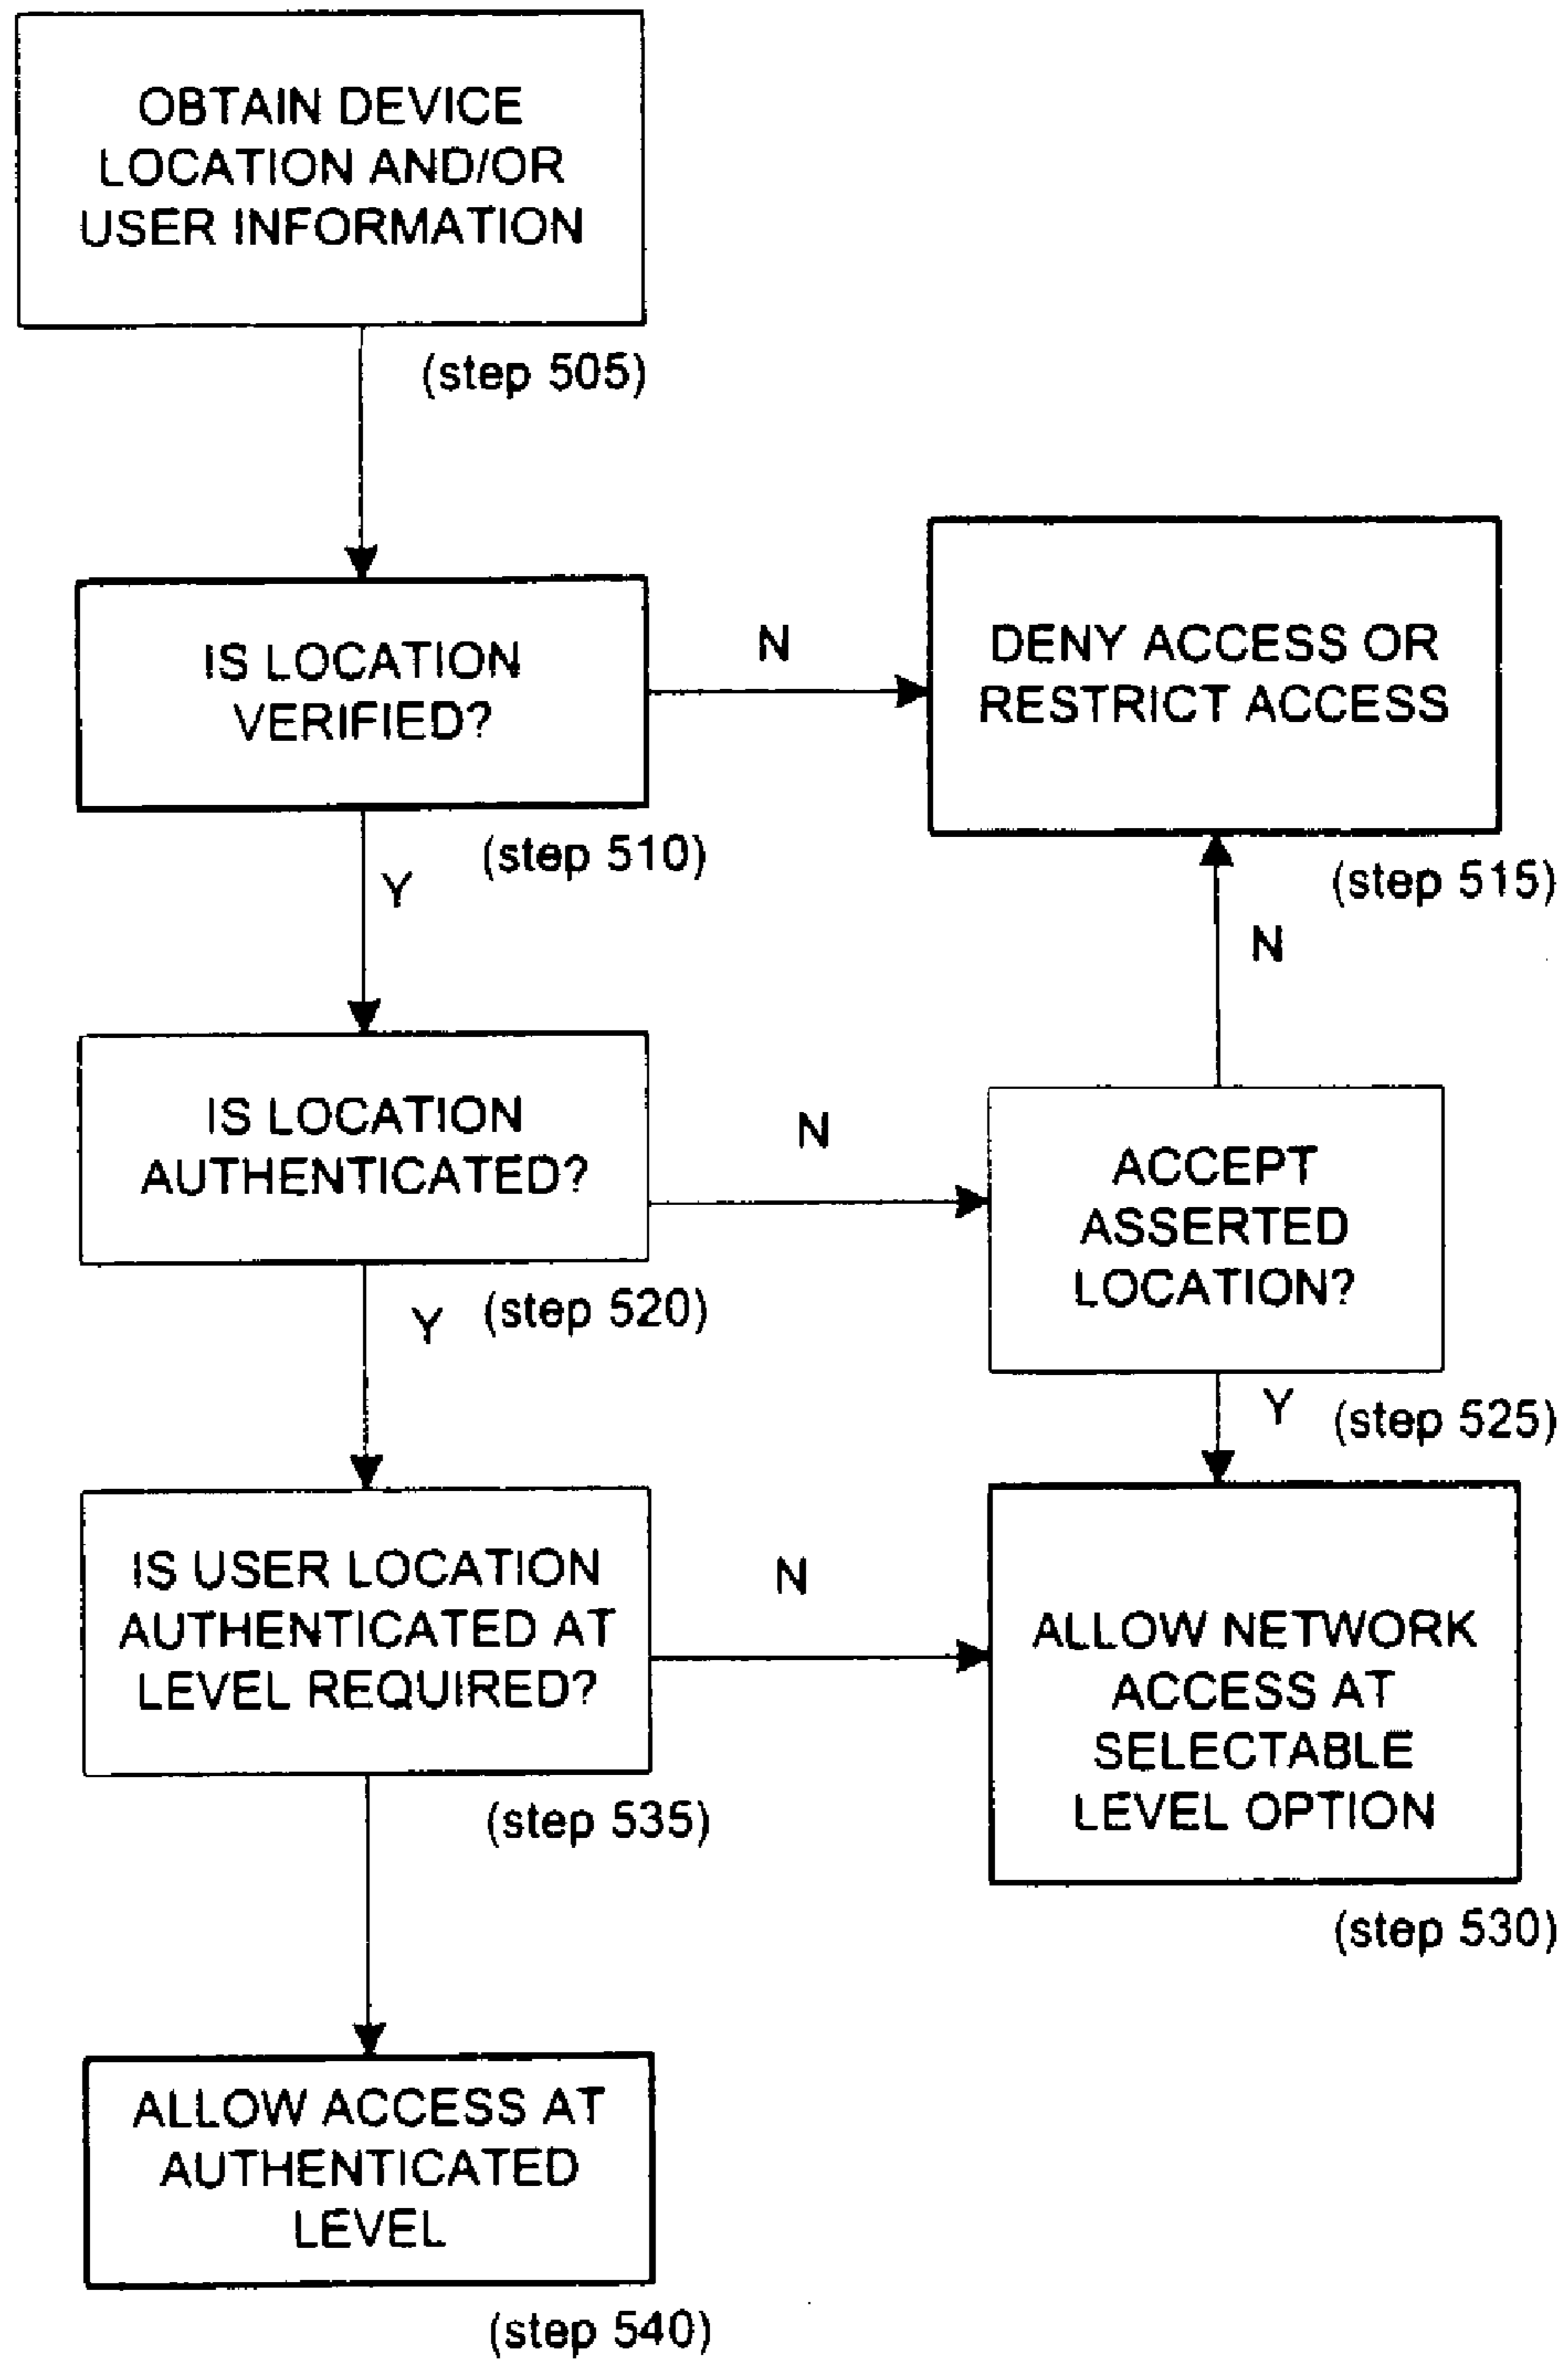 OBTAIN DEVICE
LOCATION AND/OR
USER INFORMATION
(step 505)
IS LOCATION
VERIFIED?
(step 510)
N
DENY ACCESS OR
RESTRICT ACCESS
(step 515)
Y
IS LOCATION
AUTHENTICATED?
(step 520)
N
ACCEPT
ASSERTED
LOCATION?
(step 525)
N
Y
Y
IS USER LOCATION
AUTHENTICATED AT
LEVEL REQUIRED?
(step 535)
N
ALLOW NETWORK
ACCESS AT
SELECTABLE
LEVEL OPTION
(step 530)
ALLOW ACCESS AT
AUTHENTICATED
LEVEL
(step 540)